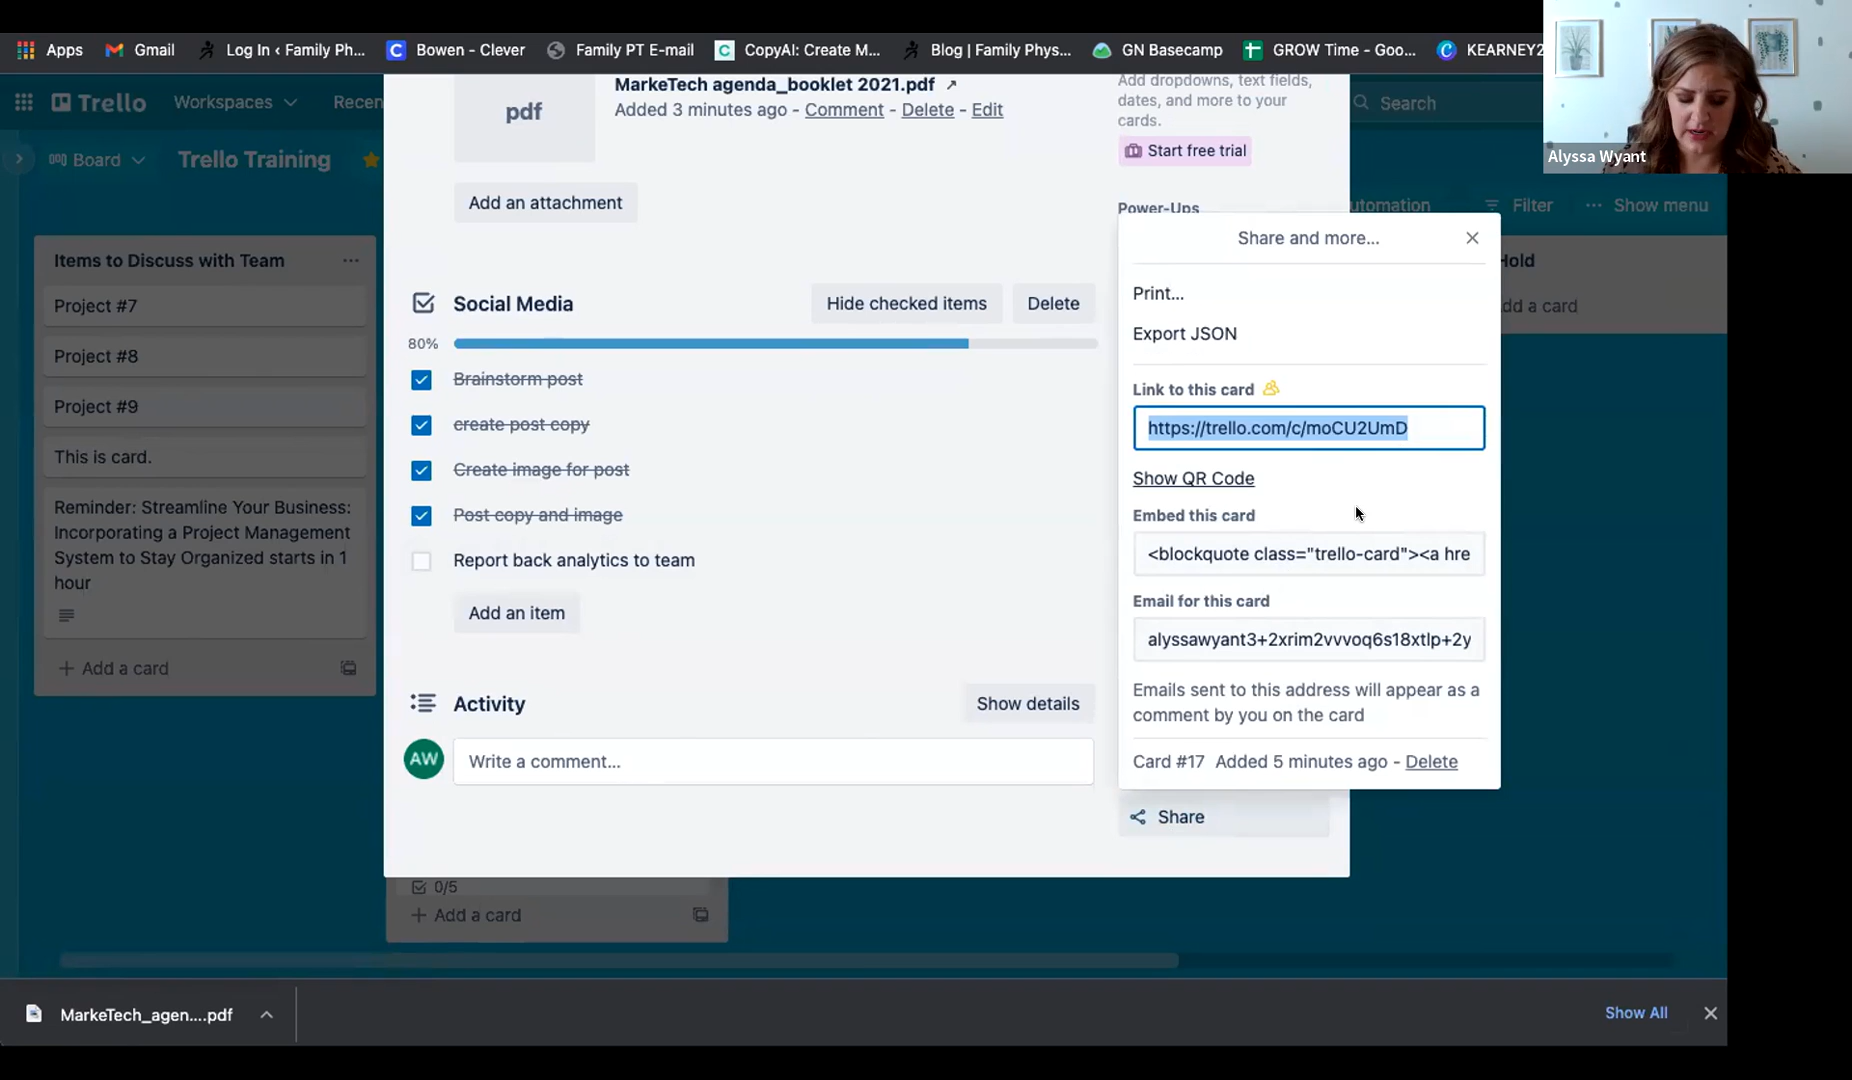 Apps
Gmail
Log In ‹ Family Ph...
Bowen - Clever
Family PT E-mail
CopyAI: Create M...
Blog | Family Phys...
GN Basecamp
GROW Time - Goo...
KEARNEY2
Alyssa Wyant
Trello
Workspaces
Recen
Search
Board
Trello Training
utomation
Filter
Show menu
Items to Discuss with Team
Project #7
Project #8
Project #9
This is card.
Reminder: Streamline Your Business:
Incorporating a Project Management
System to Stay Organized starts in 1
hour
+ Add a card
pdf
MarkeTech agenda_booklet 2021.pdf
Added 3 minutes ago - Comment - Delete - Edit
Add an attachment
Social Media
Hide checked items
Delete
80%
Brainstorm post
create post copy
Create image for post
Post copy and image
Report back analytics to team
Add an item
Activity
Show details
AW
Write a comment...
0/5
+ Add a card
Add dropdowns, text fields,
dates, and more to your
cards.
Start free trial
Power-Ups
Share and more...
Print...
Export JSON
Link to this card
https://trello.com/c/moCU2UmD
Show QR Code
Embed this card
<blockquote class="trello-card"><a hre
Email for this card
alyssawyant3+2xrim2vvvoq6s18xtlp+2y
Emails sent to this address will appear as a
comment by you on the card
Card #17 Added 5 minutes ago - Delete
Share
Hold
dd a card
MarkeTech_agen....pdf
Show All